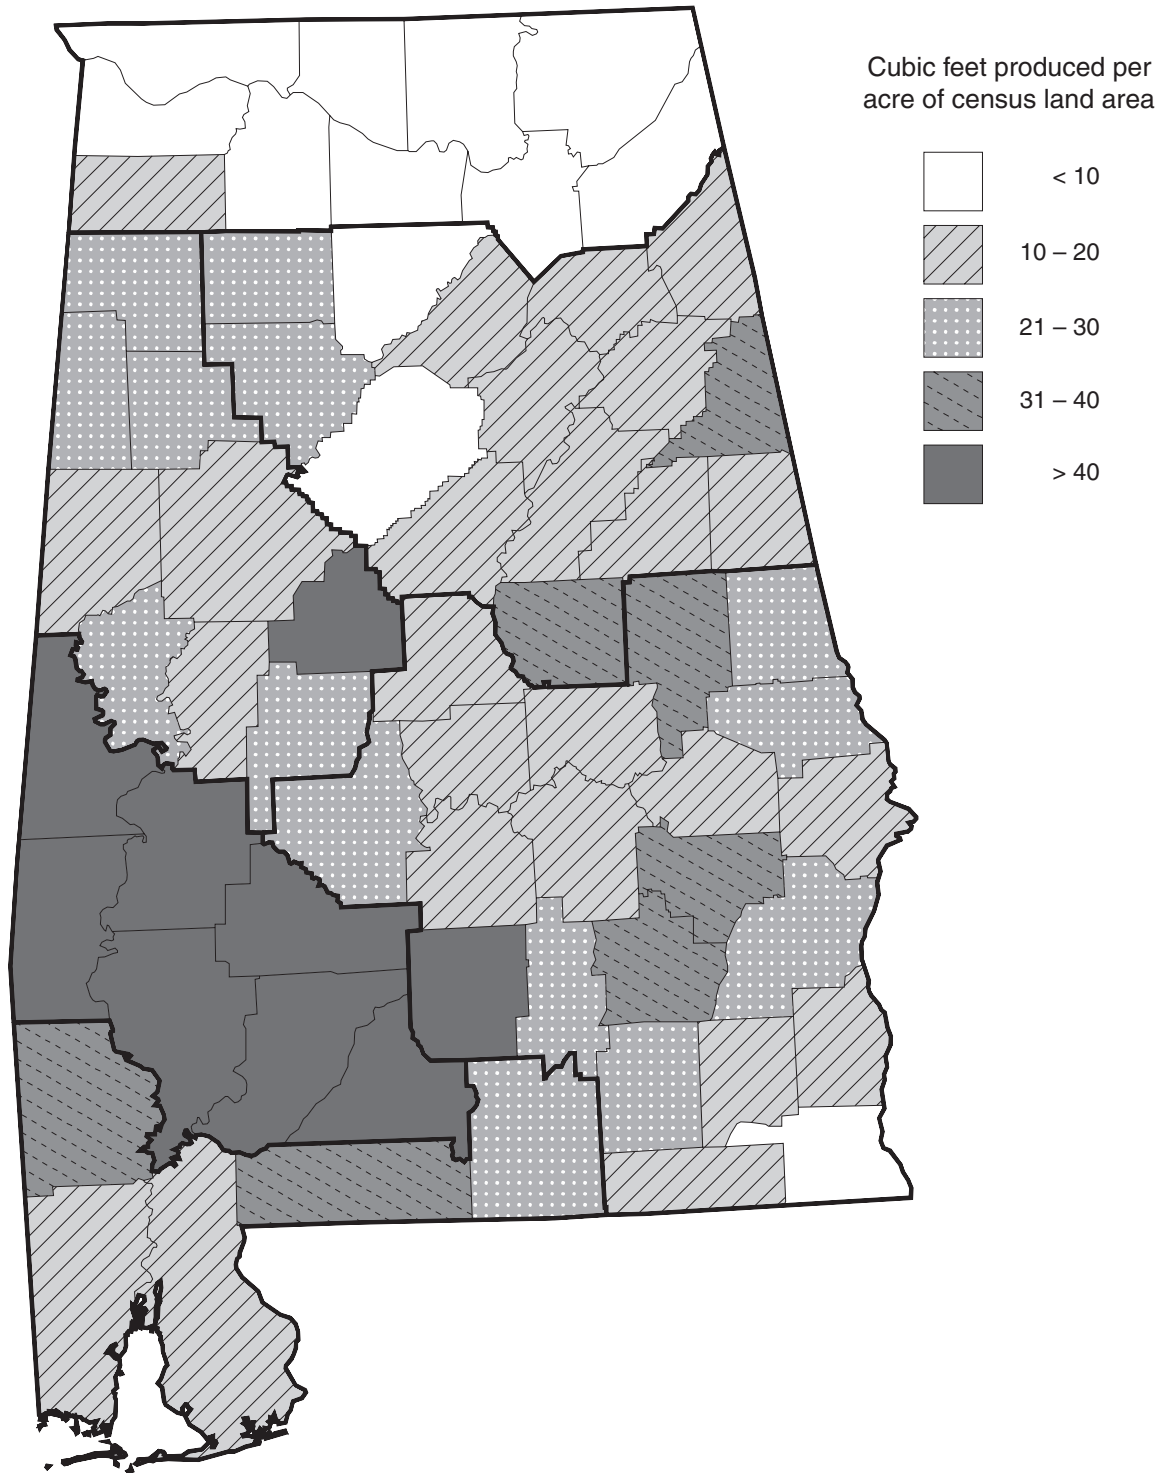 Cubic feet produced per
acre of census land area
< 10
10 – 20
21 – 30
31 – 40
> 40